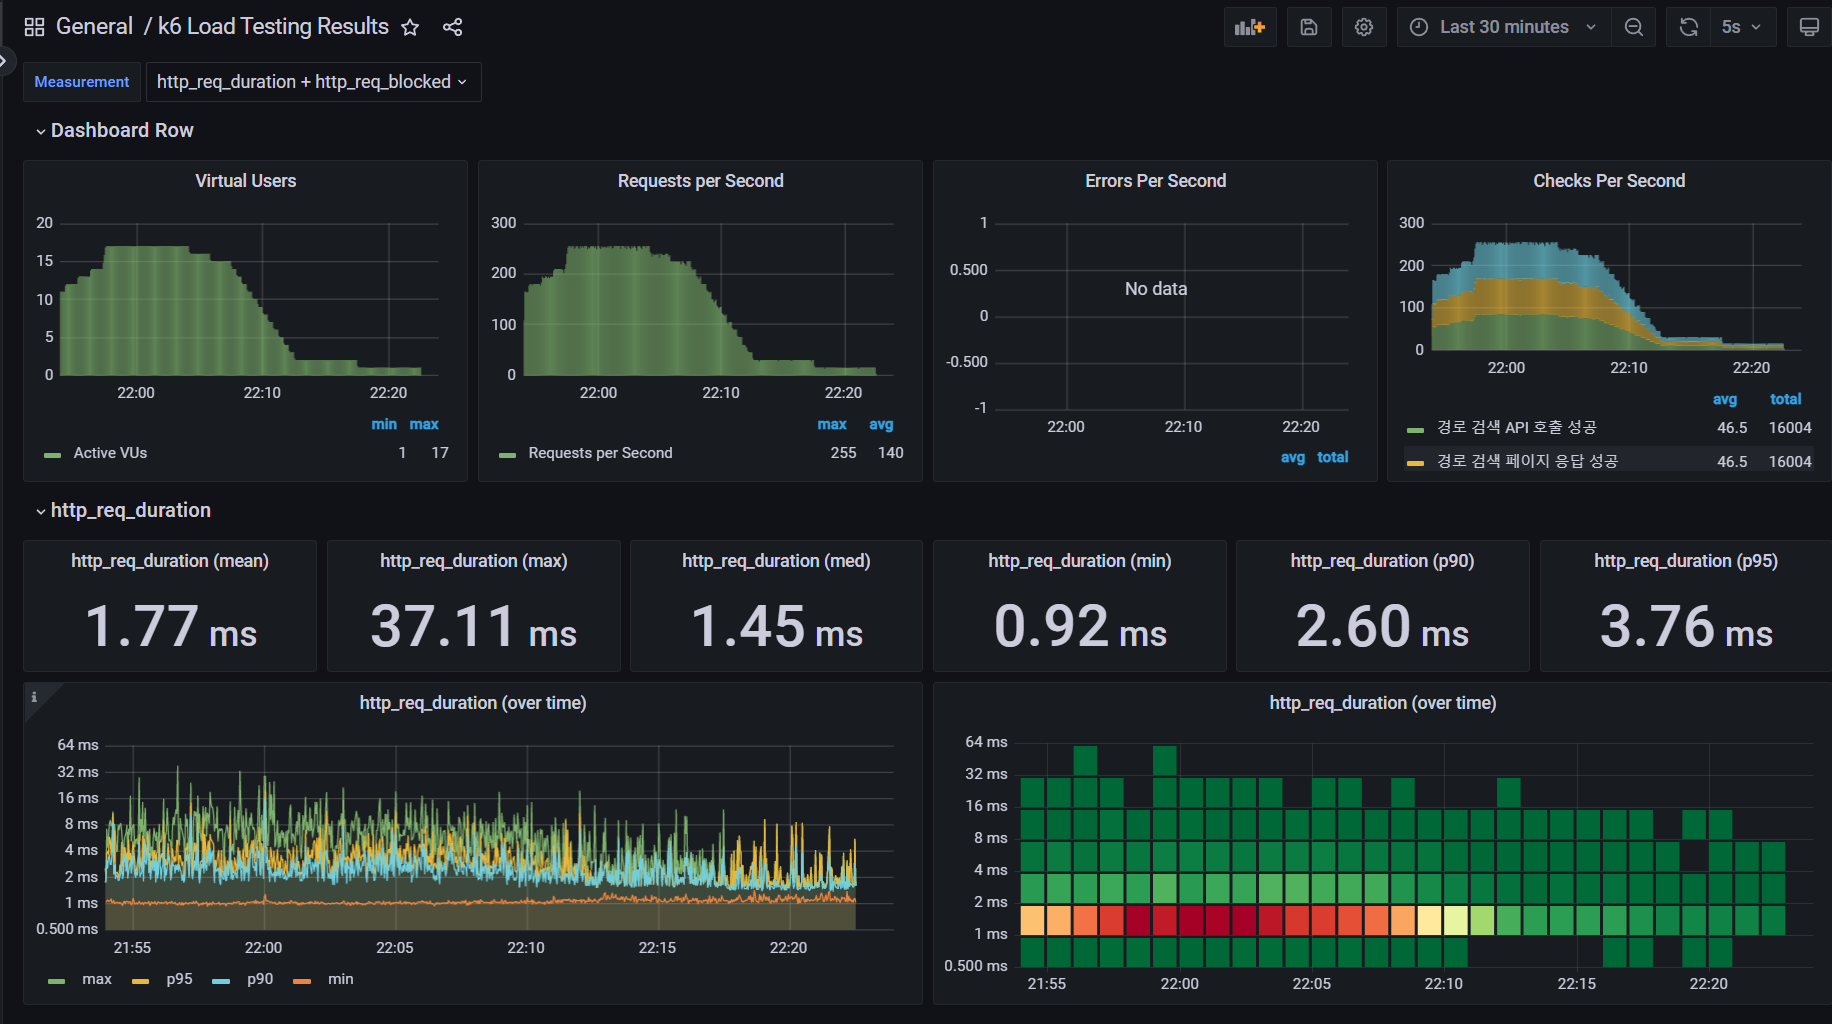 General / k6 Load Testing Results
Last 30 minutes
5s
Measurement
http_req_duration + http_req_blocked
Dashboard Row
Virtual Users
20
15
10
5
0
22:00 22:10 22:20
min max
Active VUs 1 17
Requests per Second
300
200
100
0
22:00 22:10 22:20
max avg
Requests per Second 255 140
Errors Per Second
1
0.500
0
-0.500
-1
No data
22:00 22:10 22:20
avg total
Checks Per Second
300
200
100
0
22:00 22:10 22:20
avg total
경로 검색 API 호출 성공 46.5 16004
경로 검색 페이지 응답 성공 46.5 16004
http_req_duration
http_req_duration (mean)
1.77 ms
http_req_duration (max)
37.11 ms
http_req_duration (med)
1.45 ms
http_req_duration (min)
0.92 ms
http_req_duration (p90)
2.60 ms
http_req_duration (p95)
3.76 ms
i
http_req_duration (over time)
64 ms
32 ms
16 ms
8 ms
4 ms
2 ms
1 ms
0.500 ms
21:55 22:00 22:05 22:10 22:15 22:20
max p95 p90 min
http_req_duration (over time)
64 ms
32 ms
16 ms
8 ms
4 ms
2 ms
1 ms
0.500 ms
21:55 22:00 22:05 22:10 22:15 22:20